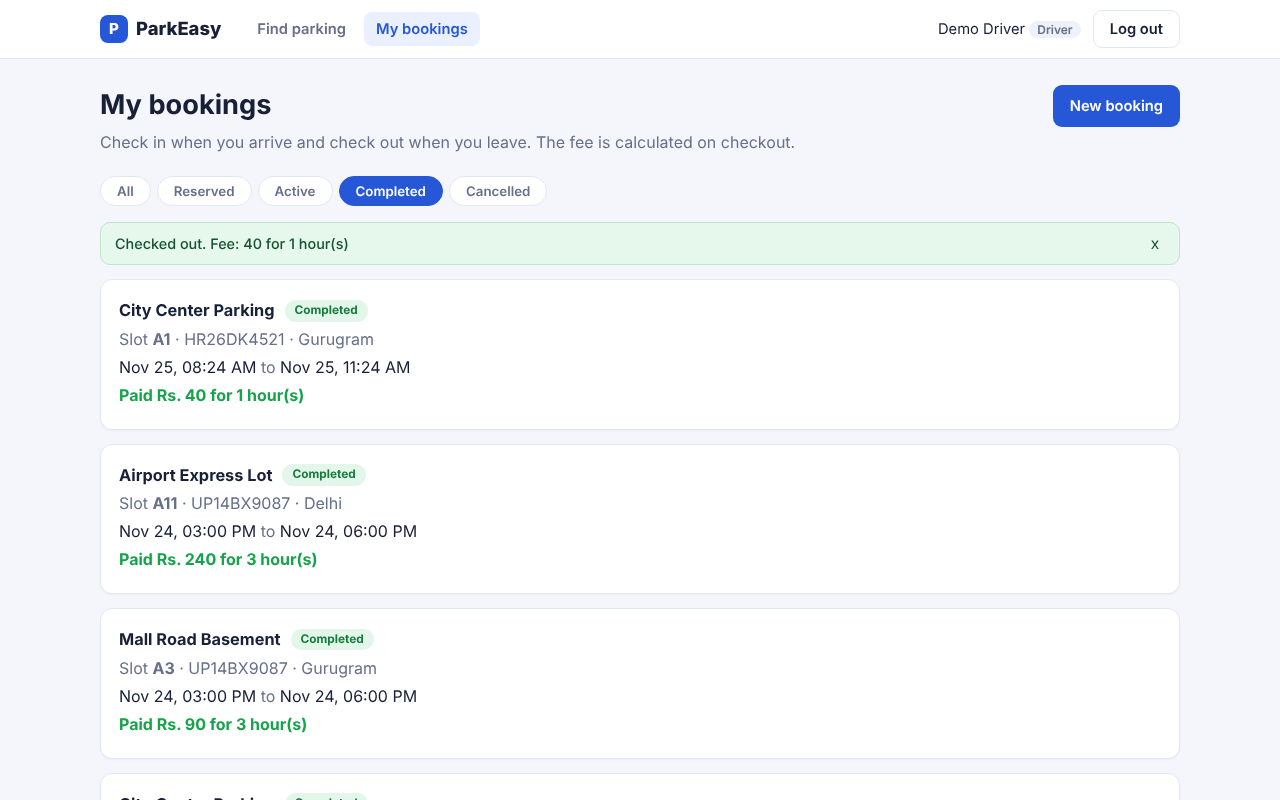 P ParkEasy Find parking My bookings Demo Driver Driver Log out
My bookings
New booking
Check in when you arrive and check out when you leave. The fee is calculated on checkout.
All Reserved Active Completed Cancelled
Checked out. Fee: 40 for 1 hour(s) x
City Center Parking Completed
Slot A1 · HR26DK4521 · Gurugram
Nov 25, 08:24 AM to Nov 25, 11:24 AM
Paid Rs. 40 for 1 hour(s)
Airport Express Lot Completed
Slot A11 · UP14BX9087 · Delhi
Nov 24, 03:00 PM to Nov 24, 06:00 PM
Paid Rs. 240 for 3 hour(s)
Mall Road Basement Completed
Slot A3 · UP14BX9087 · Gurugram
Nov 24, 03:00 PM to Nov 24, 06:00 PM
Paid Rs. 90 for 3 hour(s)